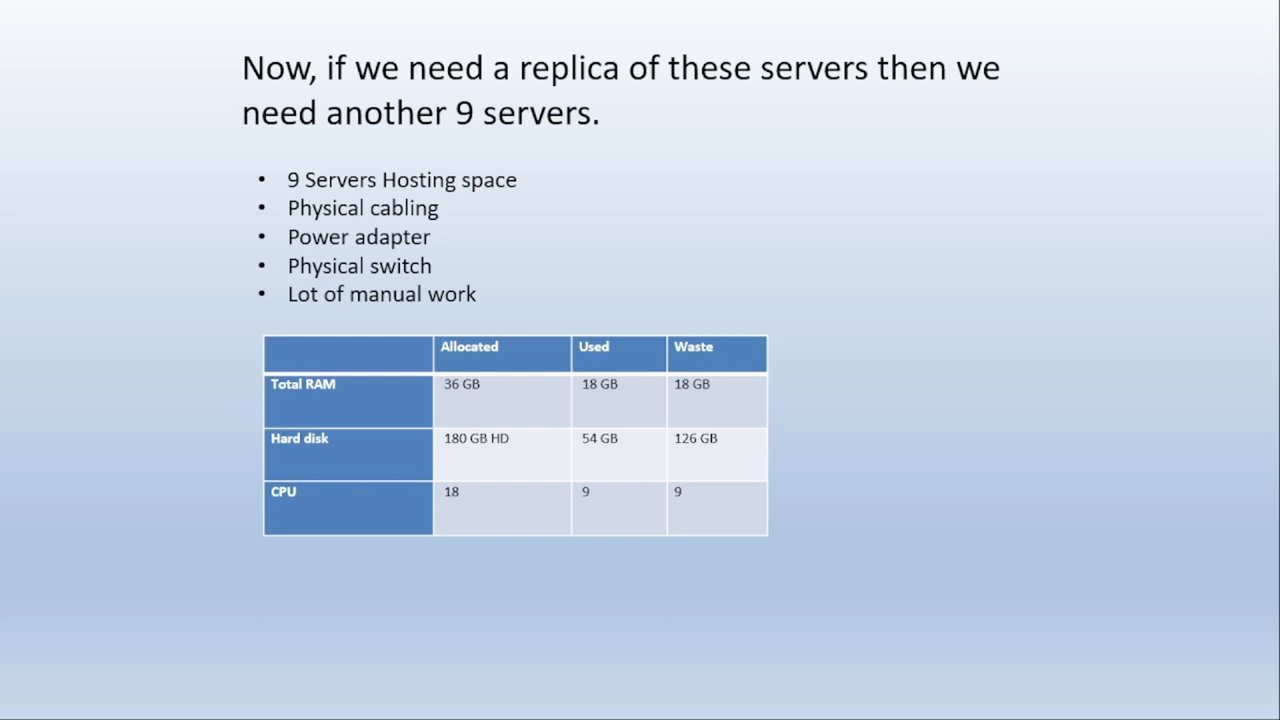 Now, if we need a replica of these servers then we
need another 9 servers.
• 9 Servers Hosting space
• Physical cabling
• Power adapter
• Physical switch
• Lot of manual work
Allocated Used Waste
Total RAM 36 GB 18 GB 18 GB
Hard disk 180 GB HD 54 GB 126 GB
CPU 18 9 9